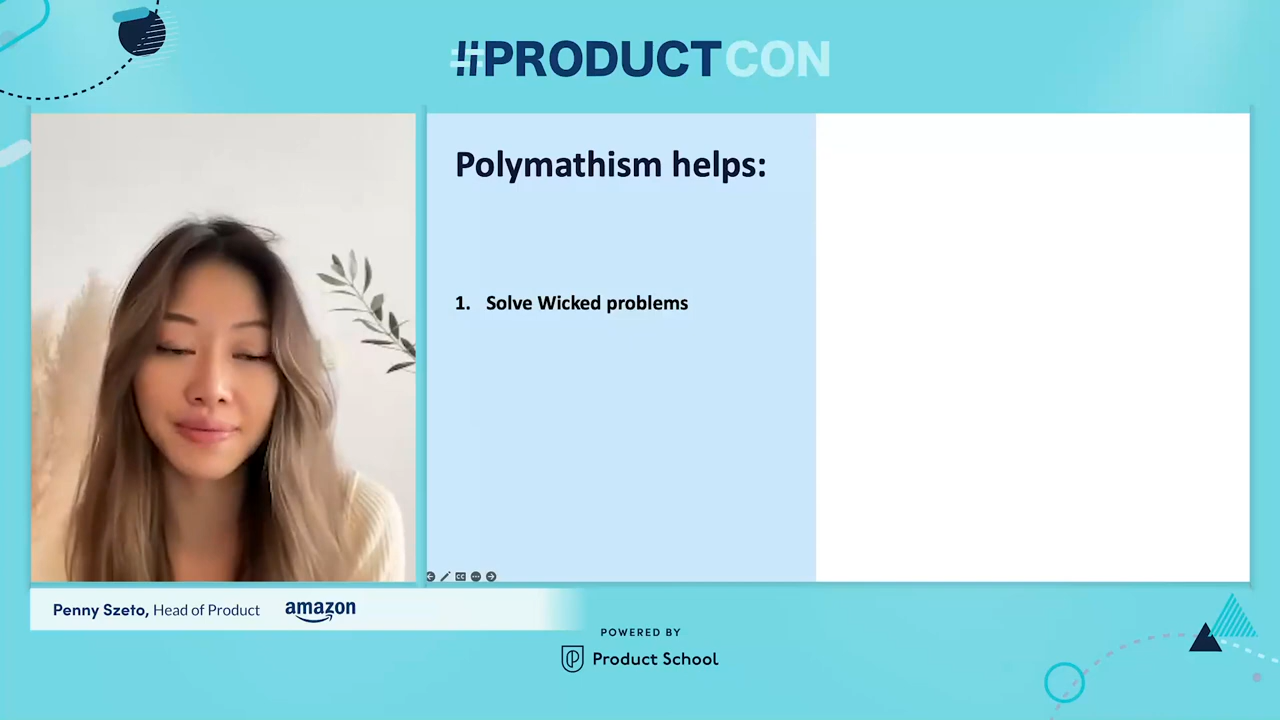 #PRODUCTCON
Polymathism helps:
1. Solve Wicked problems
Penny Szeto, Head of Product amazon
POWERED BY
Product School